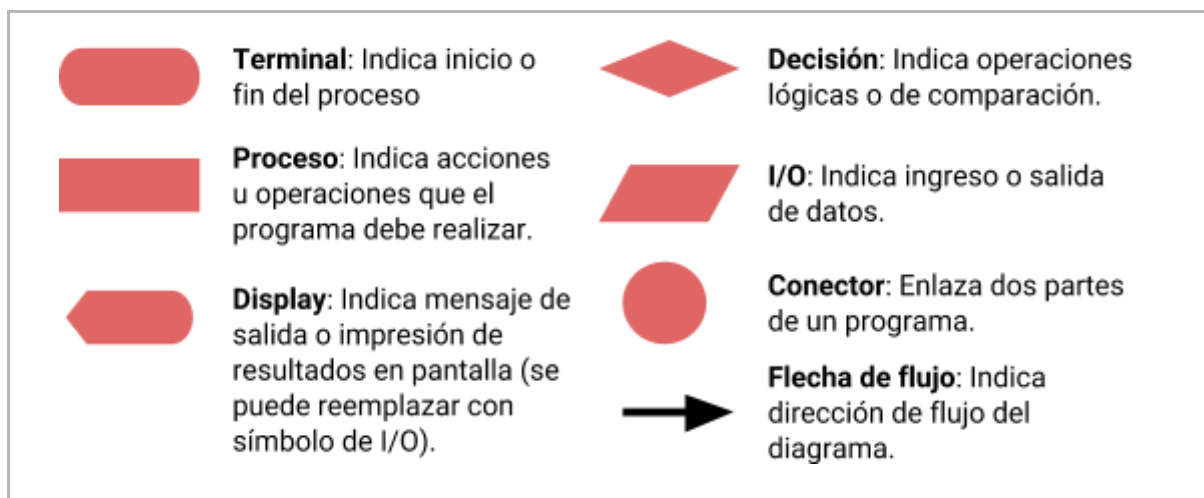 Terminal: Indica inicio o
fin del proceso
Proceso: Indica acciones
u operaciones que el
programa debe realizar.
Display: Indica mensaje de
salida o impresión de
resultados en pantalla (se
puede reemplazar con
símbolo de I/O).
Decisión: Indica operaciones
lógicas o de comparación.
I/O: Indica ingreso o salida
de datos.
Conector: Enlaza dos partes
de un programa.
Flecha de flujo: Indica
dirección de flujo del
diagrama.